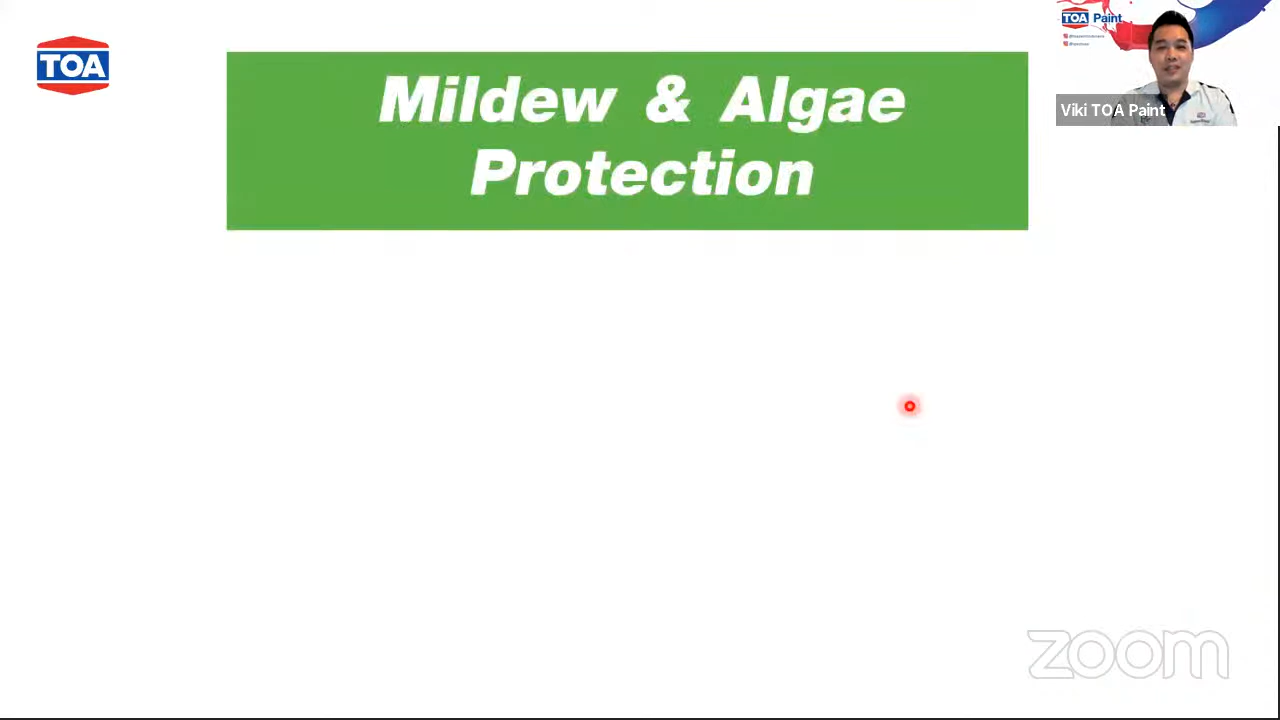 TOA
Mildew & Algae
Protection
TOA Paint
Viki TOA Paint
zoom